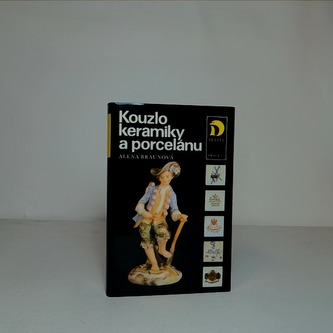 Kouzlo
keramiky
a porcelánu
ALENA BRAUNOVÁ